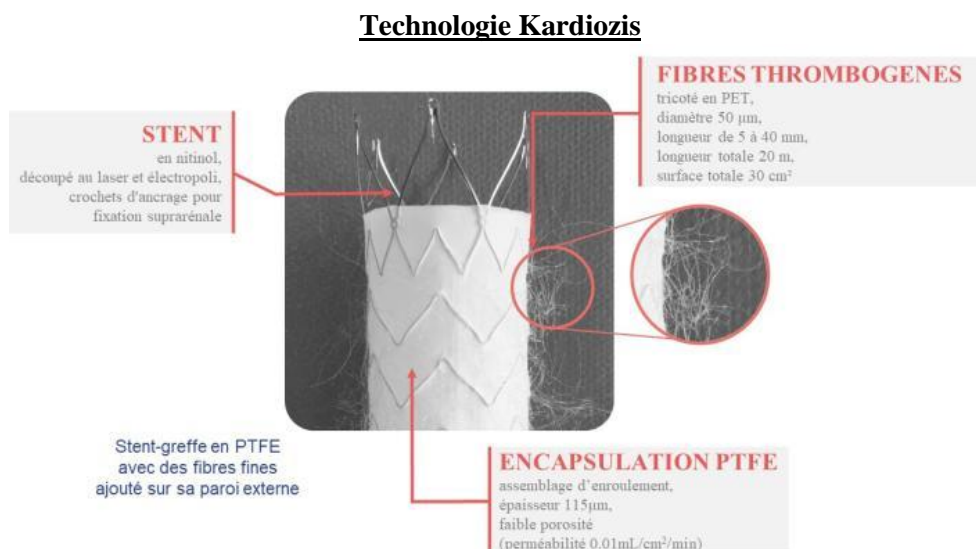 Technologie Kardiozis
FIBRES THROMBOGENES
tricoté en PET,
diamètre 50 µm,
longueur de 5 à 40 mm,
longueur totale 20 m,
surface totale 30 cm²
STENT
en nitinol,
découpé au laser et électropoli,
crochets d'ancrage pour
fixation suprarénale
Stent-greffe en PTFE
avec des fibres fines
ajouté sur sa paroi externe
ENCAPSULATION PTFE
assemblage d’enroulement,
épaisseur 115µm,
faible porosité
(perméabilité 0.01mL/cm²/min)